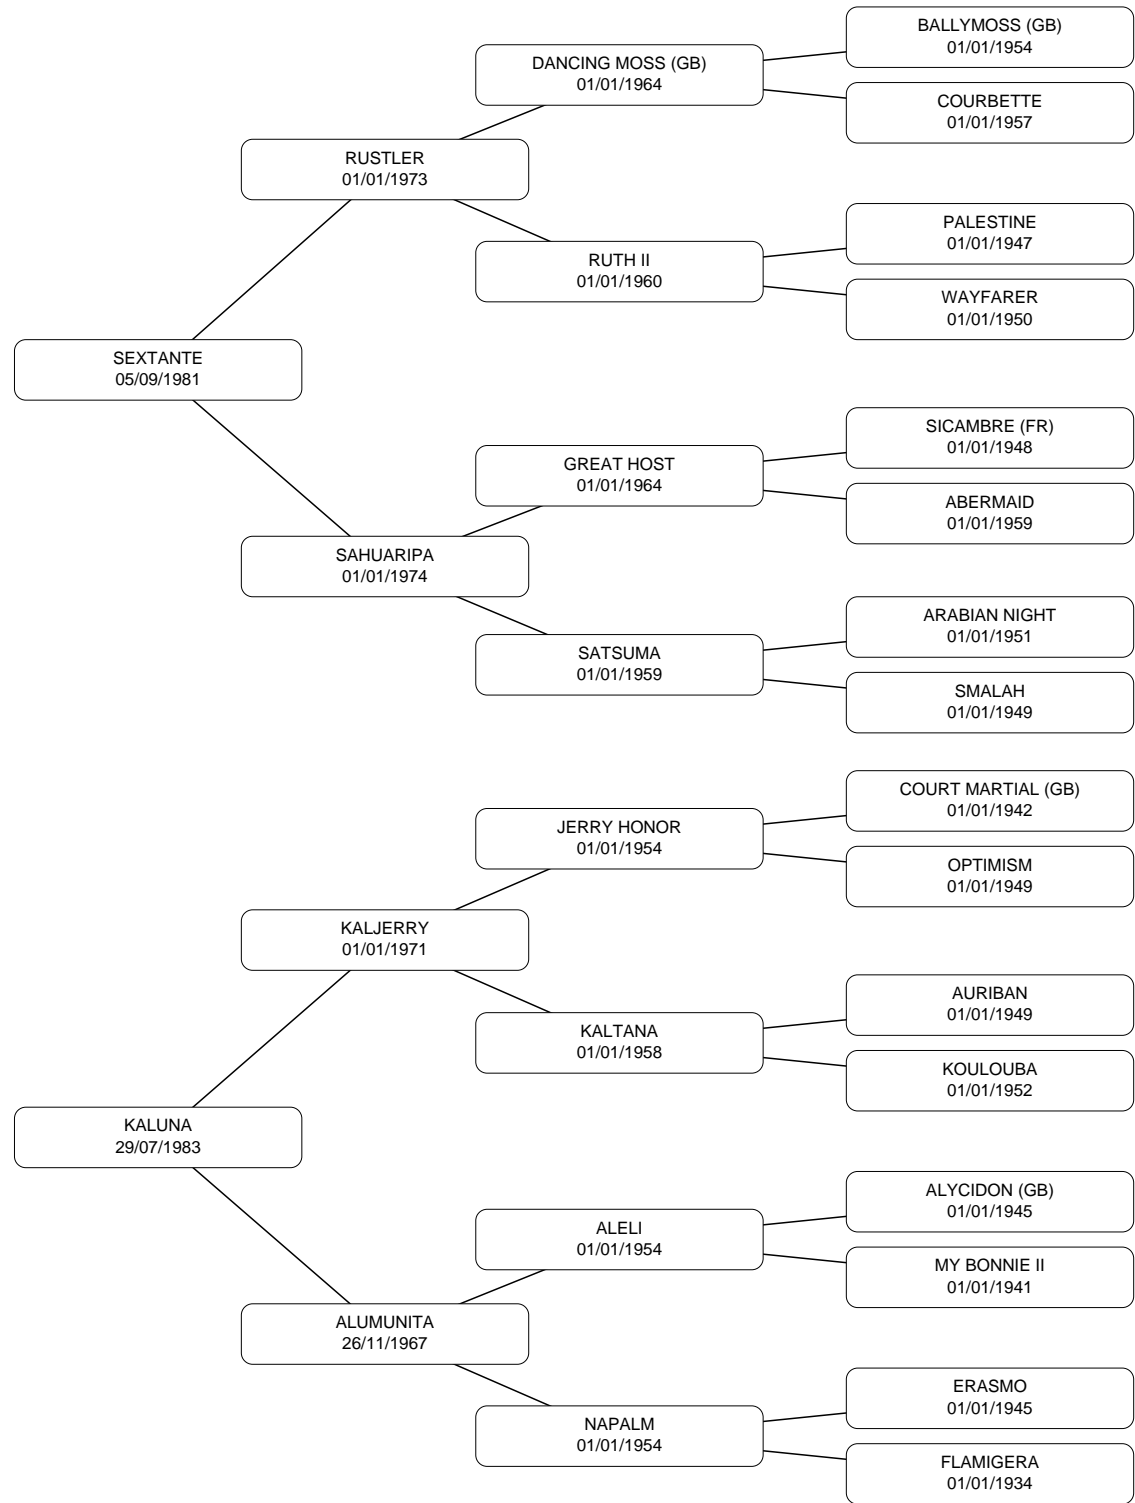 BALLYMOSS (GB)
01/01/1954
DANCING MOSS (GB)
01/01/1964
COURBETTE
01/01/1957
RUSTLER
01/01/1973
PALESTINE
01/01/1947
RUTH II
01/01/1960
WAYFARER
01/01/1950
SEXTANTE
05/09/1981
SICAMBRE (FR)
01/01/1948
GREAT HOST
01/01/1964
ABERMAID
01/01/1959
SAHUARIPA
01/01/1974
ARABIAN NIGHT
01/01/1951
SATSUMA
01/01/1959
SMALAH
01/01/1949
COURT MARTIAL (GB)
01/01/1942
JERRY HONOR
01/01/1954
OPTIMISM
01/01/1949
KALJERRY
01/01/1971
AURIBAN
01/01/1949
KALTANA
01/01/1958
KOULOUBA
01/01/1952
KALUNA
29/07/1983
ALYCIDON (GB)
01/01/1945
ALELI
01/01/1954
MY BONNIE II
01/01/1941
ALUMUNITA
26/11/1967
ERASMO
01/01/1945
NAPALM
01/01/1954
FLAMIGERA
01/01/1934